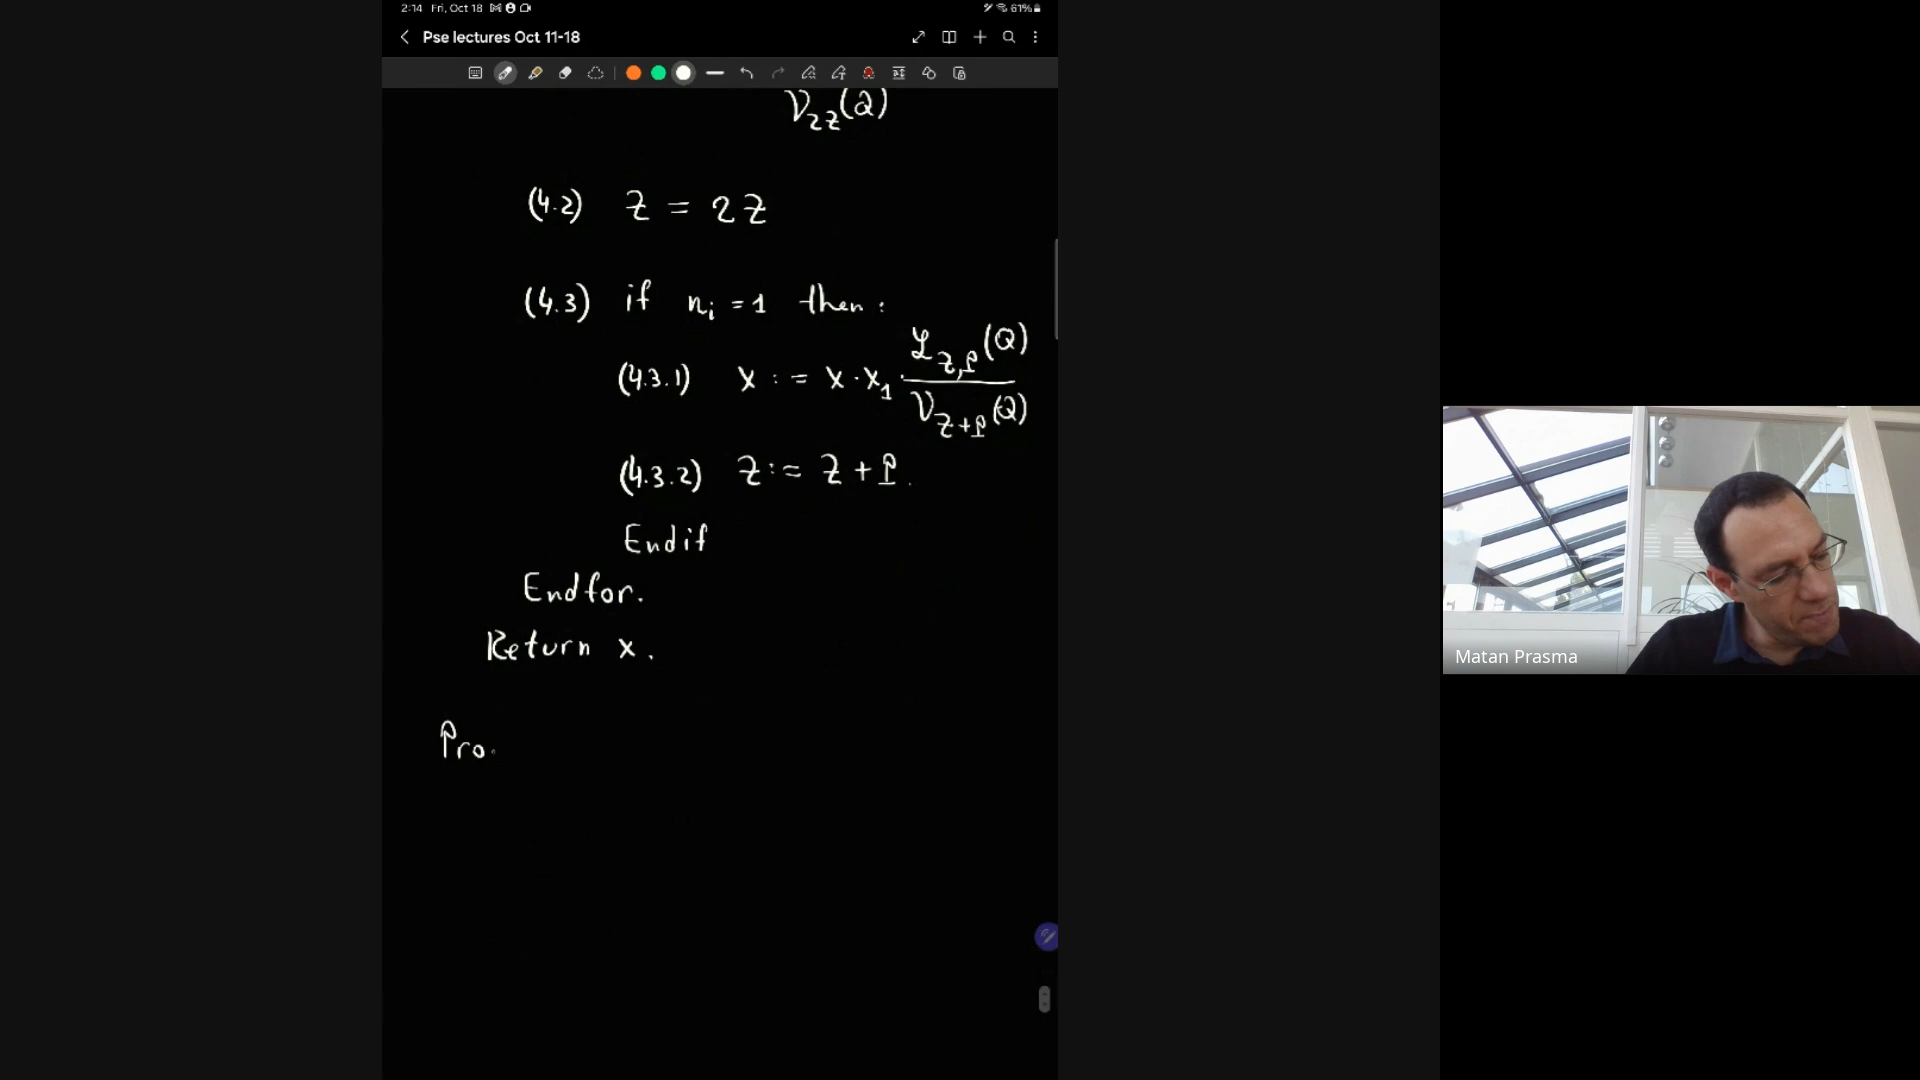 2:14 Fri, Oct 18
61%
Pse lectures Oct 11-18
𝒱_{2Z}(Q)
(4.2) Z = 2Z
(4.3) if n_i = 1 then :
(4.3.1) x := x · x_1 · ℒ_{Z,P}(Q) / 𝒱_{Z+P}(Q)
(4.3.2) Z := Z + P.
Endif
Endfor.
Return x.
Pro.
Matan Prasma